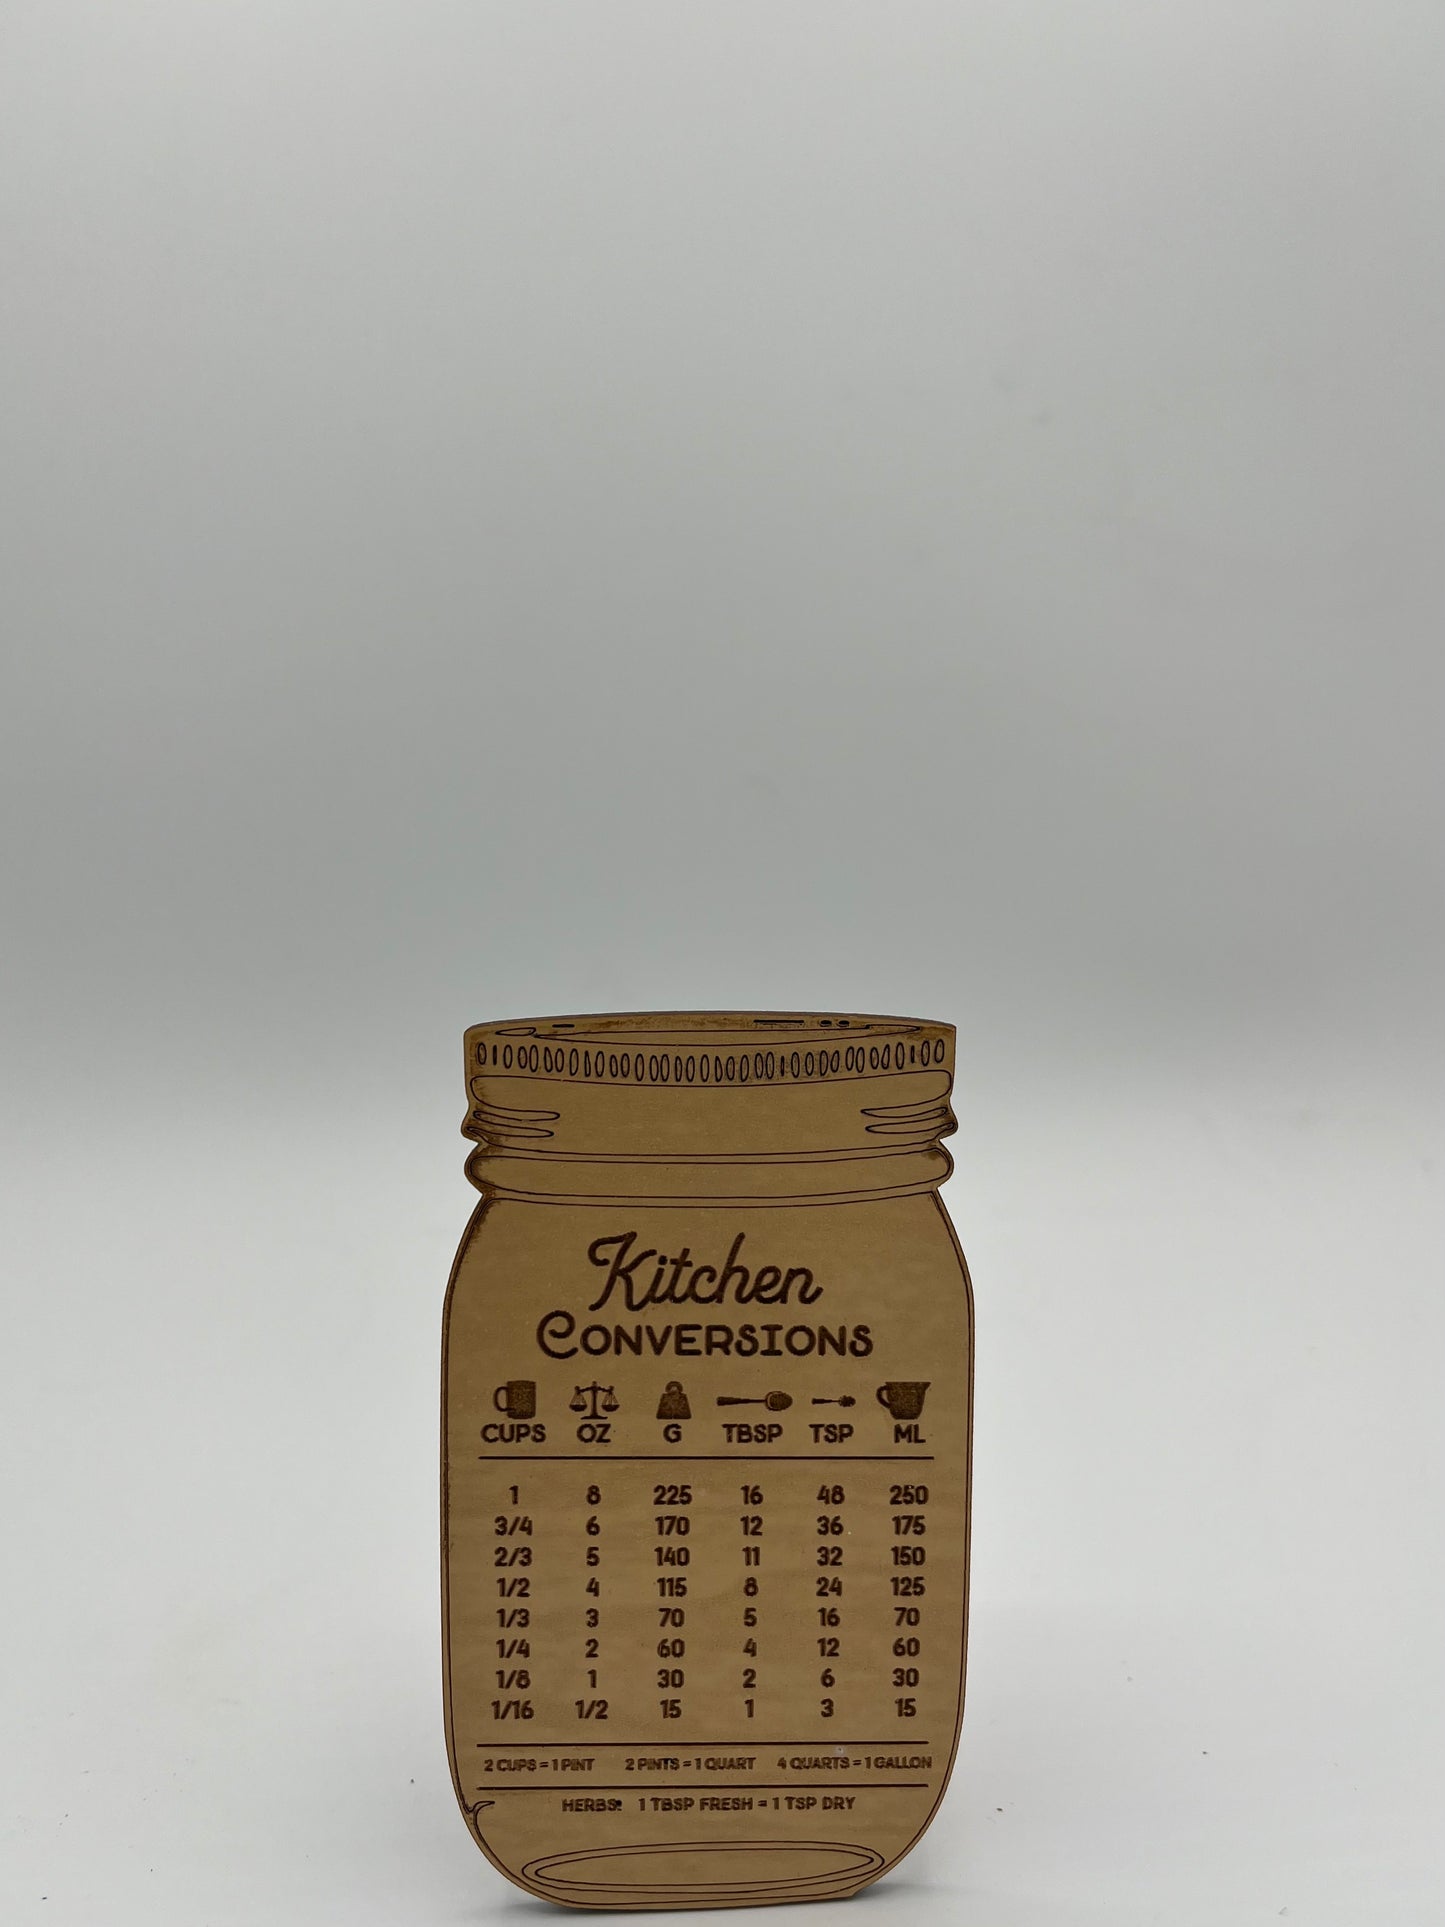 Kitchen
CONVERSIONS
CUPS OZ G TBSP TSP ML
1 8 225 16 48 250
3/4 6 170 12 36 175
2/3 5 140 11 32 150
1/2 4 115 8 24 125
1/3 3 70 5 16 70
1/4 2 60 4 12 60
1/8 1 30 2 6 30
1/16 1/2 15 1 3 15
2 CUPS = 1 PINT 2 PINTS = 1 QUART 4 QUARTS = 1 GALLON
HERBS: 1 TBSP FRESH = 1 TSP DRY